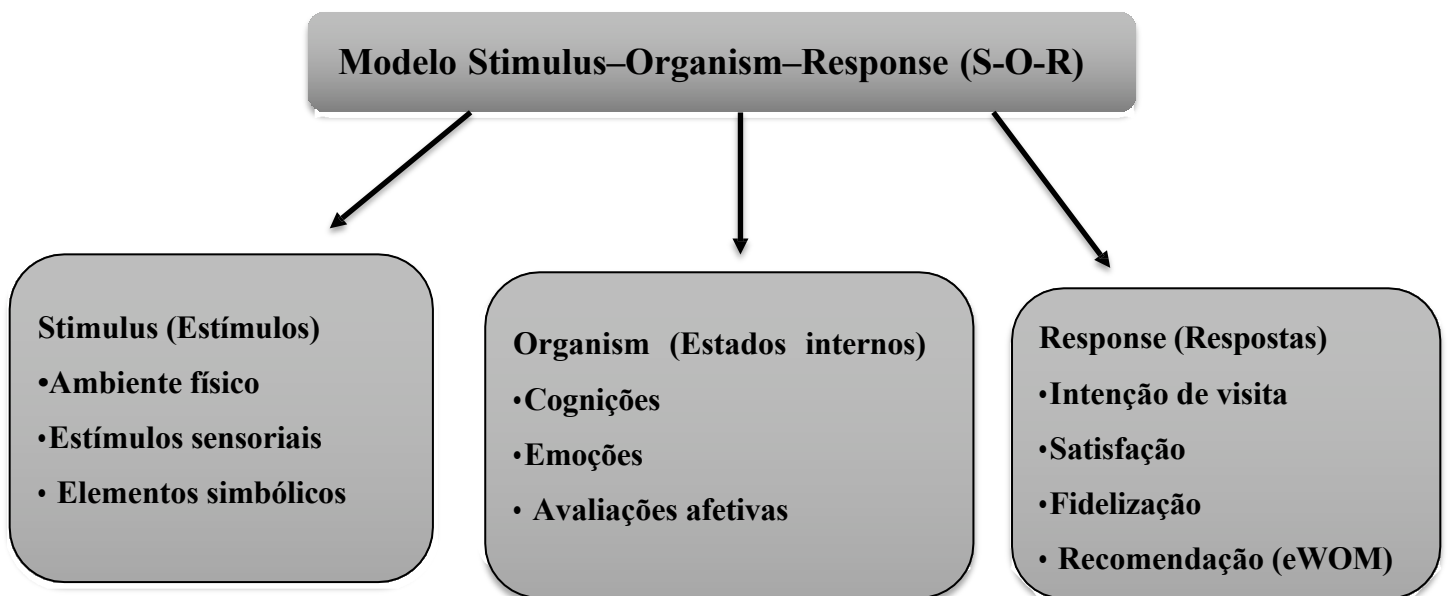 Modelo Stimulus–Organism–Response (S-O-R)
Stimulus (Estímulos)
•Ambiente físico
•Estímulos sensoriais
• Elementos simbólicos
Organism (Estados internos)
•Cognições
•Emoções
• Avaliações afetivas
Response (Respostas)
•Intenção de visita
•Satisfação
•Fidelização
• Recomendação (eWOM)